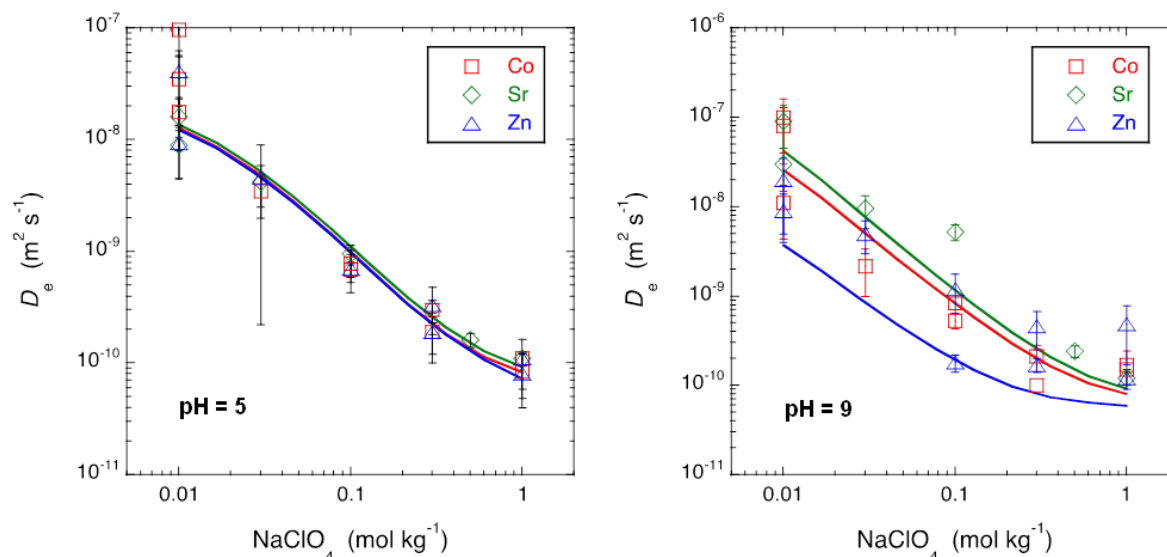 10⁻⁷
10⁻⁸
10⁻⁹
10⁻¹⁰
10⁻¹¹
Dₑ (m² s⁻¹)
Co
Sr
Zn
pH = 5
0.01
0.1
1
NaClO₄ (mol kg⁻¹)
10⁻⁶
10⁻⁷
10⁻⁸
10⁻⁹
10⁻¹⁰
10⁻¹¹
Dₑ (m² s⁻¹)
Co
Sr
Zn
pH = 9
0.01
0.1
1
NaClO₄ (mol kg⁻¹)